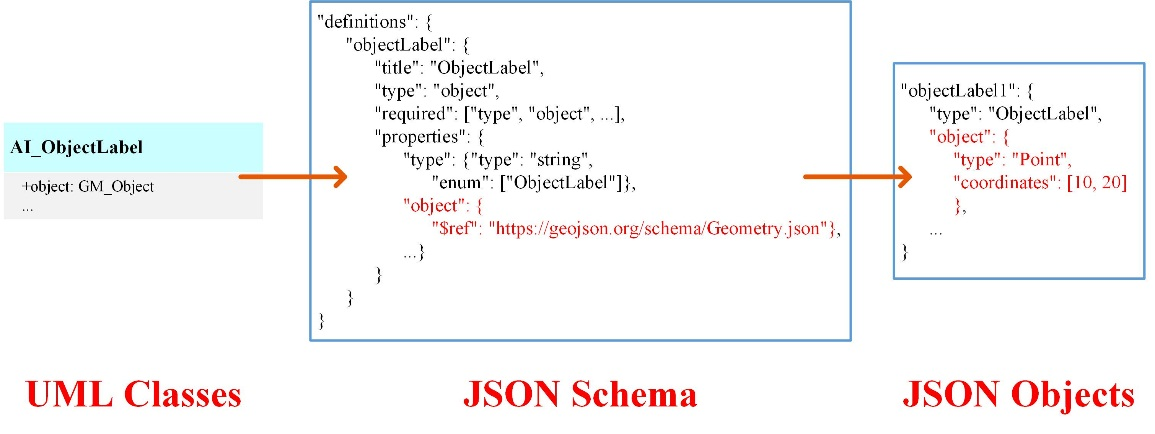 AI_ObjectLabel
+object: GM_Object
...
"definitions": {
"objectLabel": {
"title": "ObjectLabel",
"type": "object",
"required": ["type", "object", ...],
"properties": {
"type": {"type": "string",
"enum": ["ObjectLabel"]},
"object": {
"$ref": "https://geojson.org/schema/Geometry.json"},
...}
}
}
}
"objectLabel1": {
"type": "ObjectLabel",
"object": {
"type": "Point",
"coordinates": [10, 20]
},
...
}
UML Classes
JSON Schema
JSON Objects